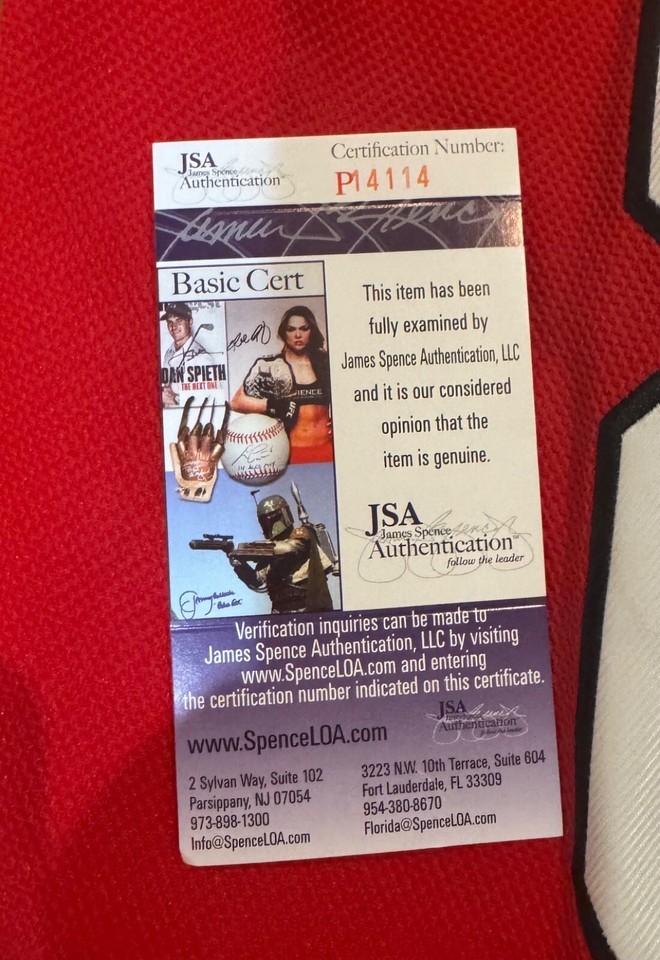 JSA
James Spence
Authentication™
Certification Number:
P14114
Basic Cert
DAN SPIETH
THE NEXT ONE
UFC
This item has been
fully examined by
James Spence Authentication, LLC
and it is our considered
opinion that the
item is genuine.
JSA
James Spence
Authentication™
follow the leader
Verification inquiries can be made to
James Spence Authentication, LLC by visiting
www.SpenceLOA.com and entering
the certification number indicated on this certificate.
JSA
Authentication
www.SpenceLOA.com
2 Sylvan Way, Suite 102
Parsippany, NJ 07054
973-898-1300
Info@SpenceLOA.com
3223 N.W. 10th Terrace, Suite 604
Fort Lauderdale, FL 33309
954-380-8670
Florida@SpenceLOA.com